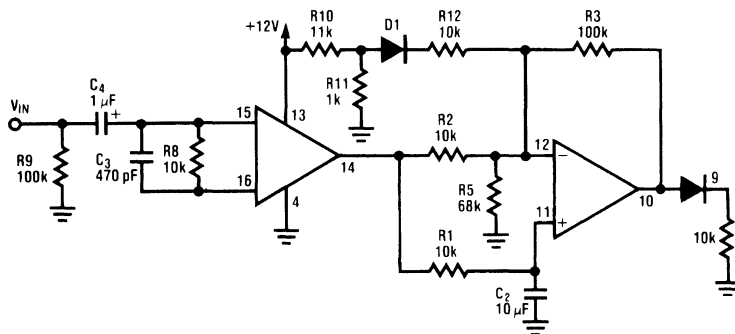 +12V
R10
11k
D1
R12
10k
R3
100k
R11
1k
C4
1 μF
+
VIN
15
13
R2
10k
12
−
R9
100k
C3
470 pF
R8
10k
16
14
4
R5
68k
11
+
10
9
10k
R1
10k
C2
10 μF